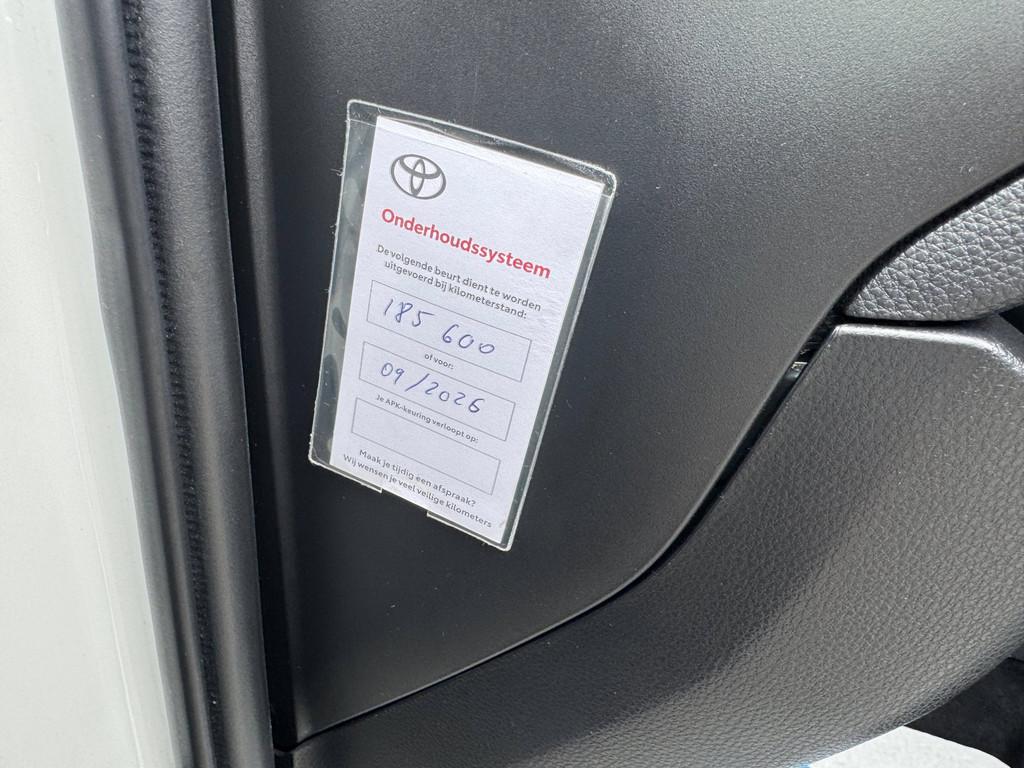 Onderhoudssysteem
De volgende beurt dient te worden
uitgevoerd bij kilometerstand:
185 600
of voor:
09/2026
Je APK-keuring verloopt op:
Maak je tijdig een afspraak?
Wij wensen je veel veilige kilometers